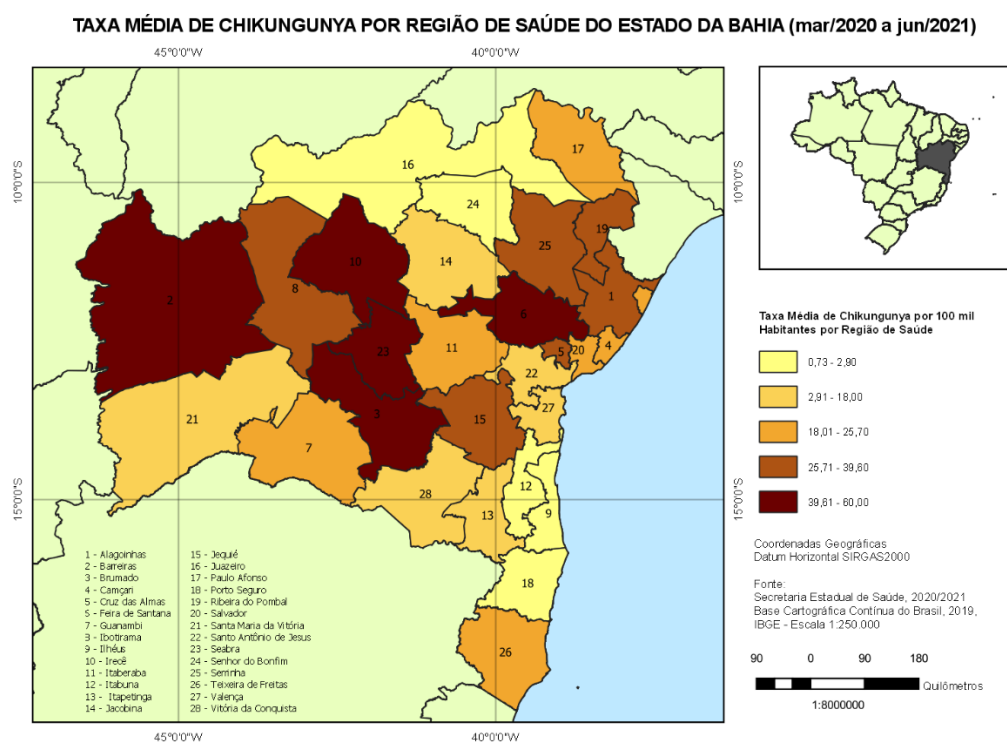 TAXA MÉDIA DE CHIKUNGUNYA POR REGIÃO DE SAÚDE DO ESTADO DA BAHIA (mar/2020 a jun/2021)
45°0'0"W
40°0'0"W
10°0'0"S
10°0'0"S
15°0'0"S
15°0'0"S
17
16
24
19
25
14
10
2
8
1
6
4
20
5
23
11
22
27
3
15
21
7
28
12
13
9
18
26
1 - Alagoinhas
2 - Barreiras
3 - Brumado
4 - Camçari
5 - Cruz das Almas
5 - Feira de Santana
7 - Guanambi
3 - Ibotirama
9 - Ilhéus
10 - Irecê
11 - Itaberaba
12 - Itabuna
13 - Itapetinga
14 - Jacobina
15 - Jequié
16 - Juazeiro
17 - Paulo Afonso
18 - Porto Seguro
19 - Ribeira do Pombal
20 - Salvador
21 - Santa Maria da Vitória
22 - Santo Antônio de Jesus
23 - Seabra
24 - Senhor do Bonfim
25 - Serrinha
26 - Teixeira de Freitas
27 - Valença
28 - Vitória da Conquista
45°0'0"W
40°0'0"W
Taxa Média de Chikungunya por 100 mil
Habitantes por Região de Saúde
0,73 - 2,90
2,91 - 18,00
18,01 - 25,70
25,71 - 39,60
39,61 - 60,00
Coordenadas Geográficas
Datum Horizontal SIRGAS2000
Fonte:
Secretaria Estadual de Saúde, 2020/2021
Base Cartográfica Contínua do Brasil, 2019,
IBGE - Escala 1:250.000
90 0 90 180
Quilômetros
1:8000000